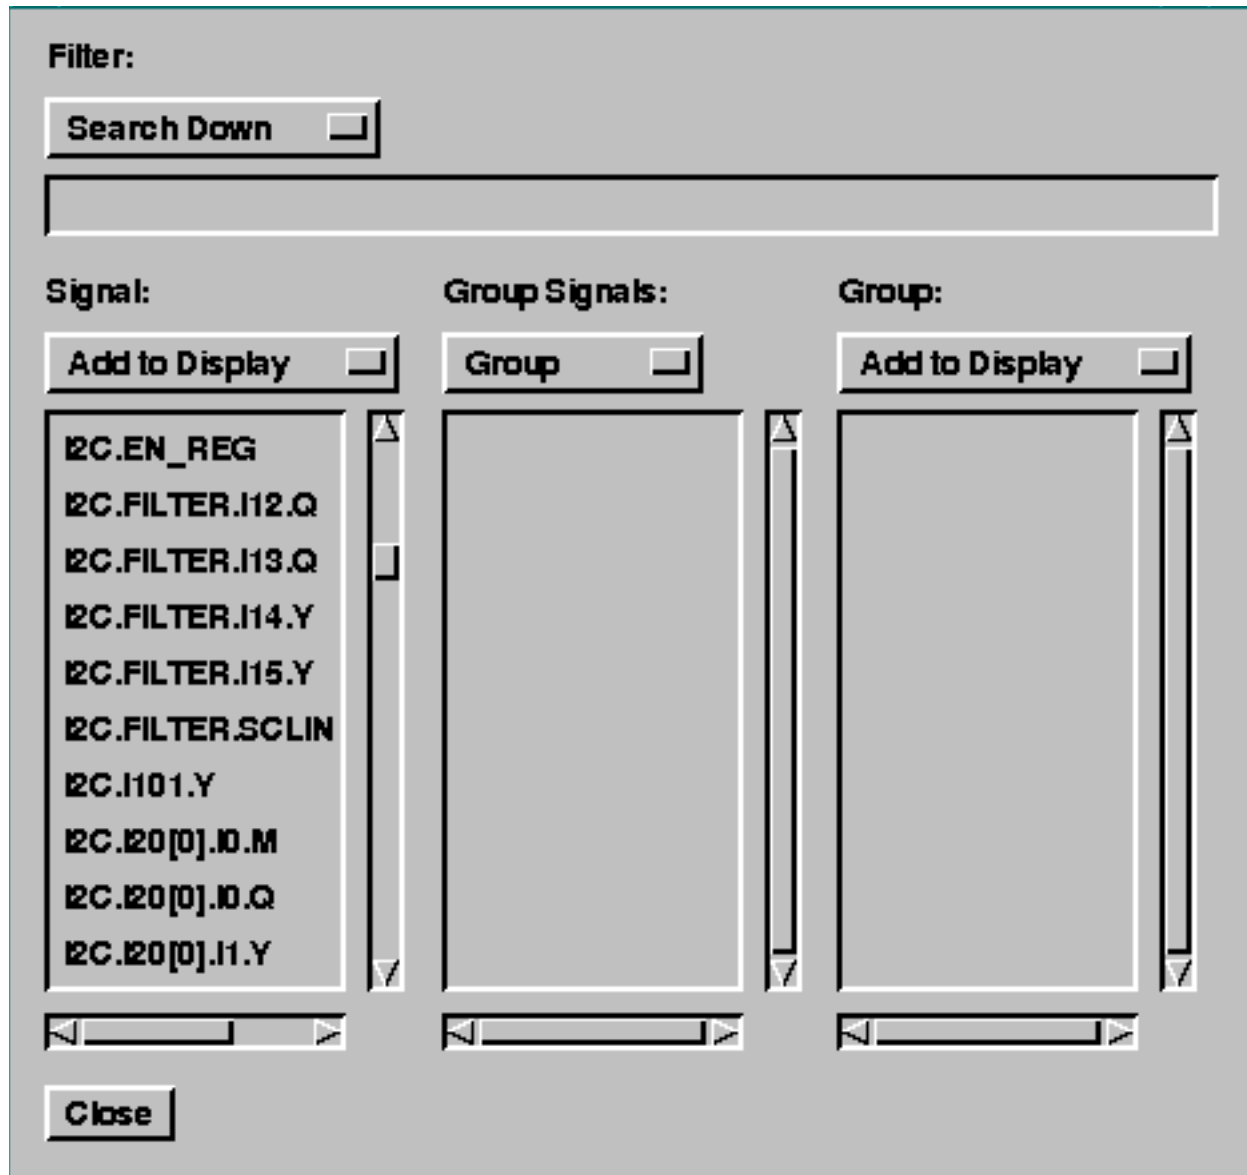 Filter:
Search Down
Signal: Group Signals: Group:
Add to Display Group Add to Display
I2C.EN_REG
I2C.FILTER.I12.Q
I2C.FILTER.I13.Q
I2C.FILTER.I14.Y
I2C.FILTER.I15.Y
I2C.FILTER.SCLIN
I2C.I101.Y
I2C.I20[0].I0.M
I2C.I20[0].I0.Q
I2C.I20[0].I1.Y
Close